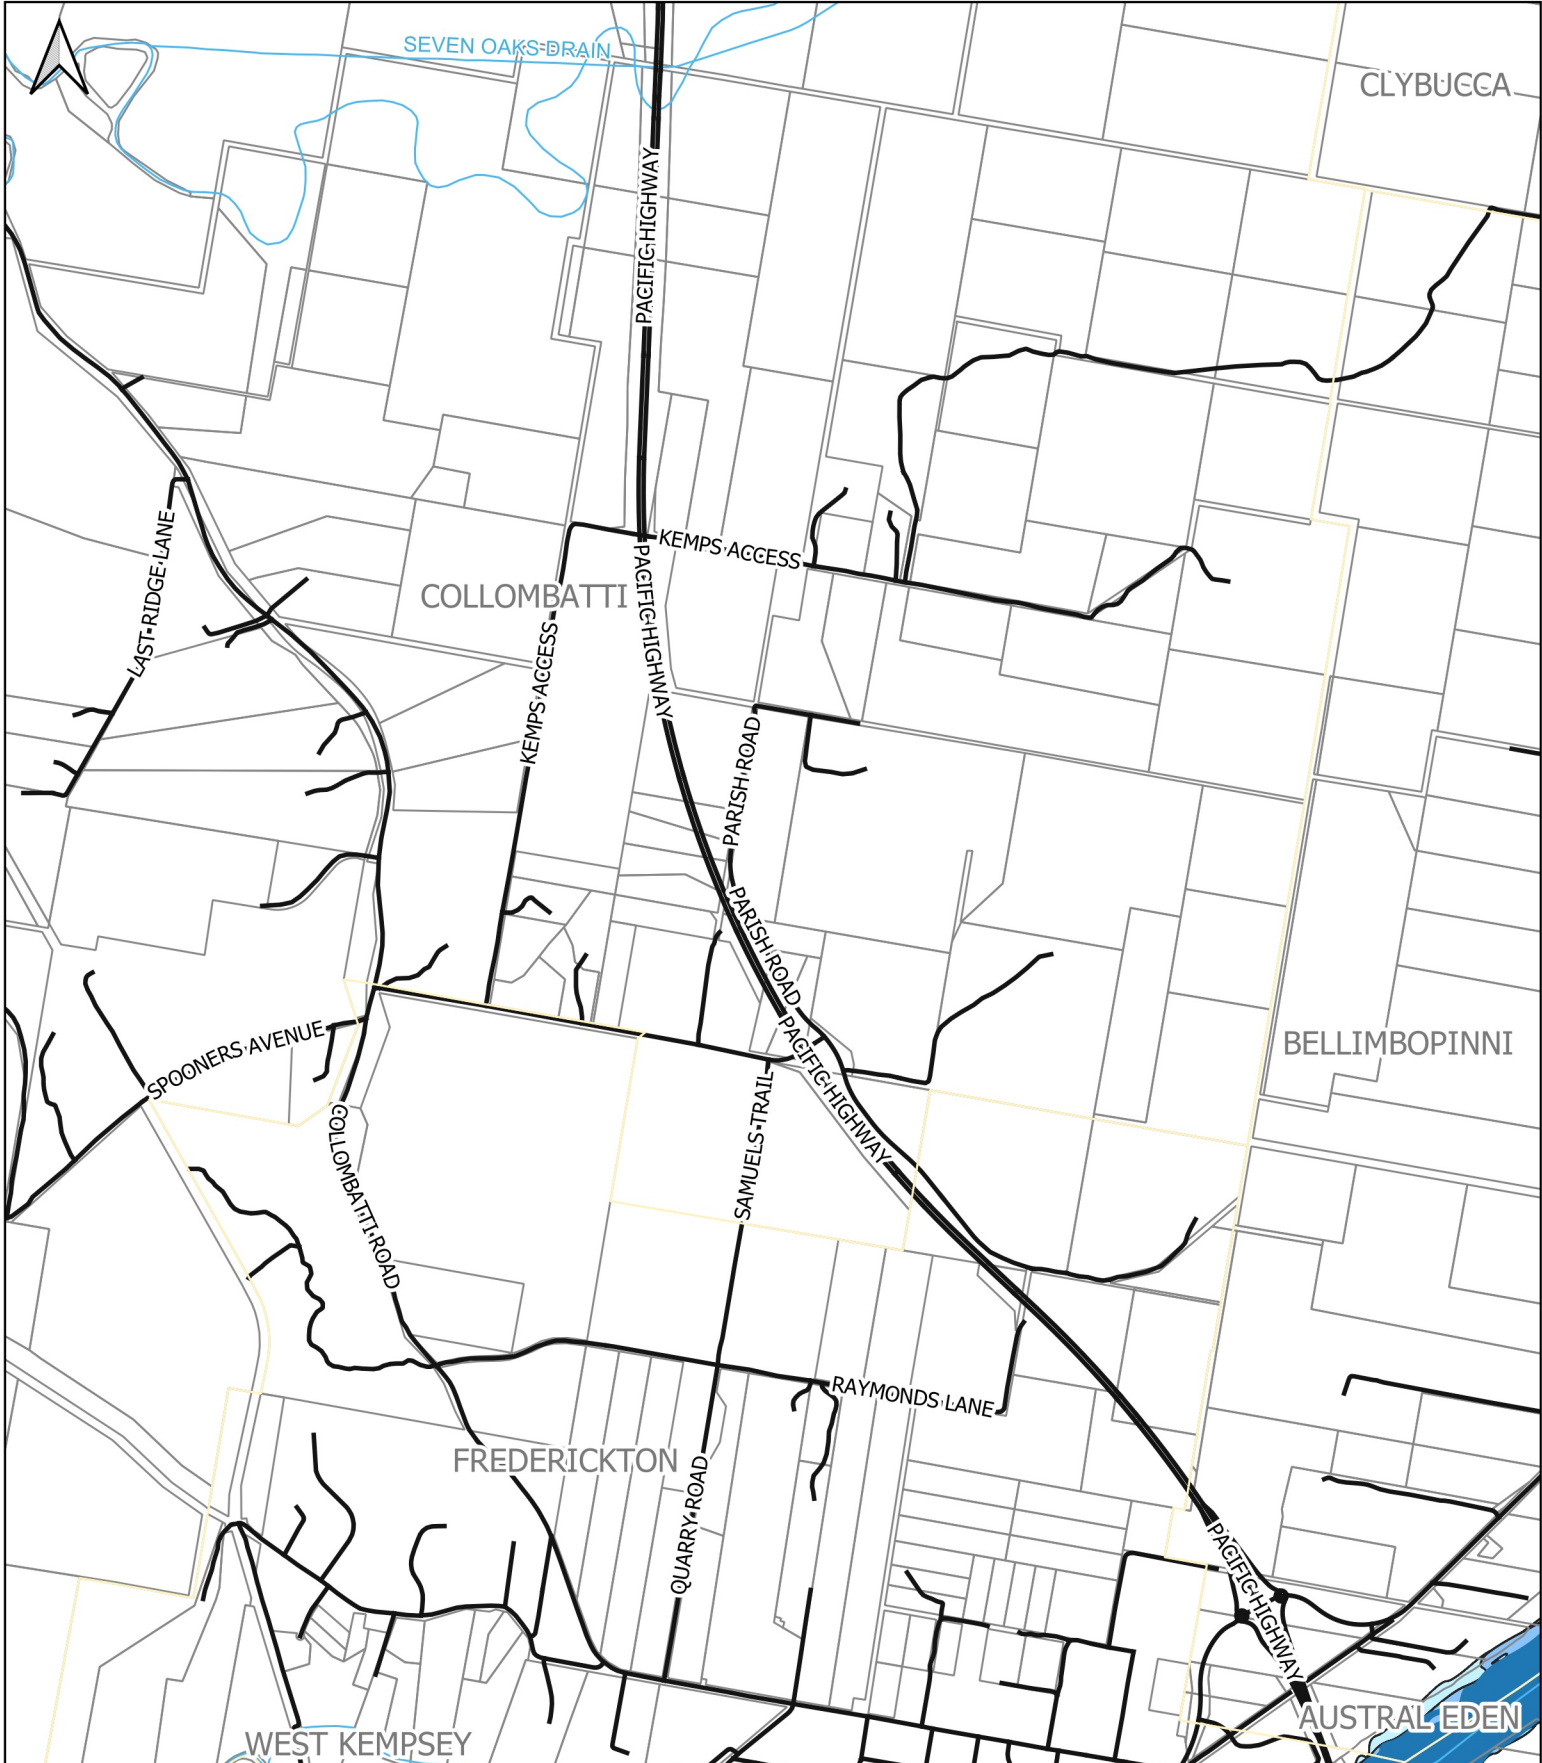 SEVEN OAKS DRAIN
CLYBUCCA
PACIFIC HIGHWAY
KEMPS ACCESS
LAST RIDGE LANE
COLLOMBATTI
PACIFIC HIGHWAY
KEMPS ACCESS
PARISH ROAD
PARISH ROAD
SPOONERS AVENUE
PACIFIC HIGHWAY
BELLIMBOPINNI
COLLOMBATTI ROAD
SAMUELS TRAIL
RAYMONDS LANE
FREDERICKTON
QUARRY ROAD
PACIFIC HIGHWAY
AUSTRAL EDEN
WEST KEMPSEY